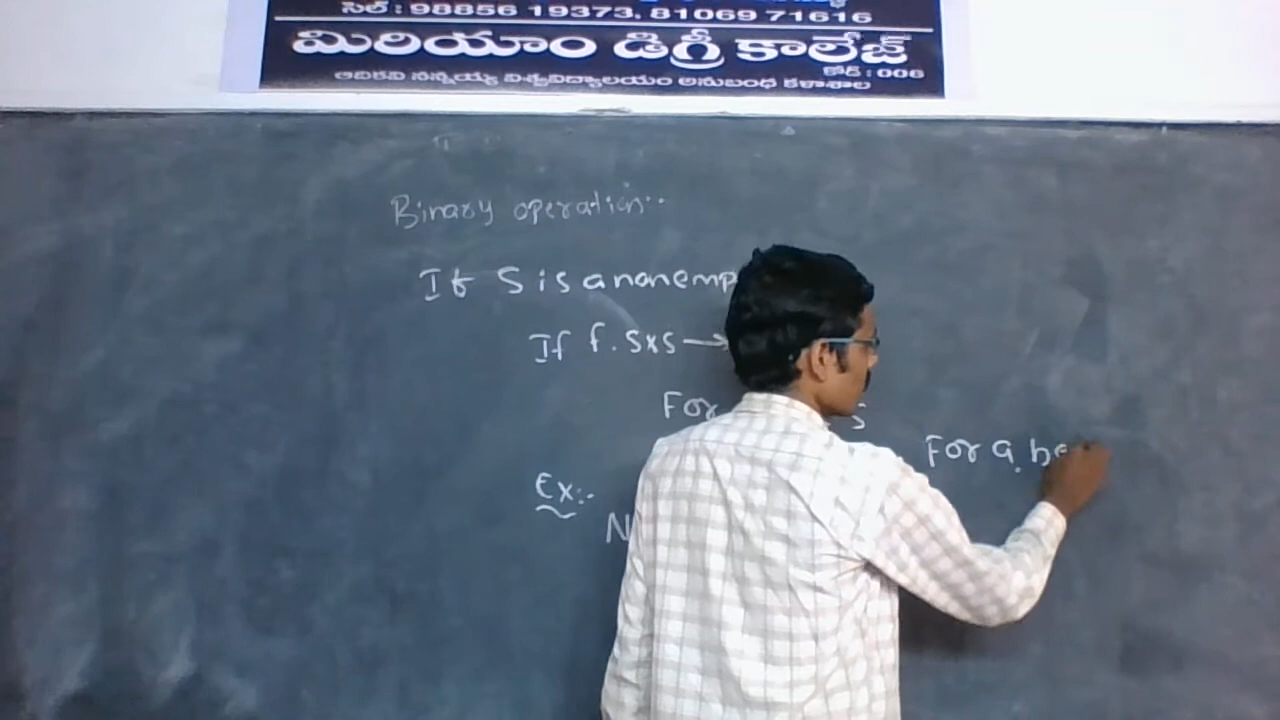 సెల్ : 98856 19373, 81069 71616
మిరియాం డిగ్రీ కాలేజ్
కోడ్ : 006
ఆదికవి నన్నయ్య విశ్వవిద్యాలయం అనుబంధ కళాశాల
Binary operation:-
If S is a nonemp
If f. S×S →
For S
For a, b ∈
Ex:-
N